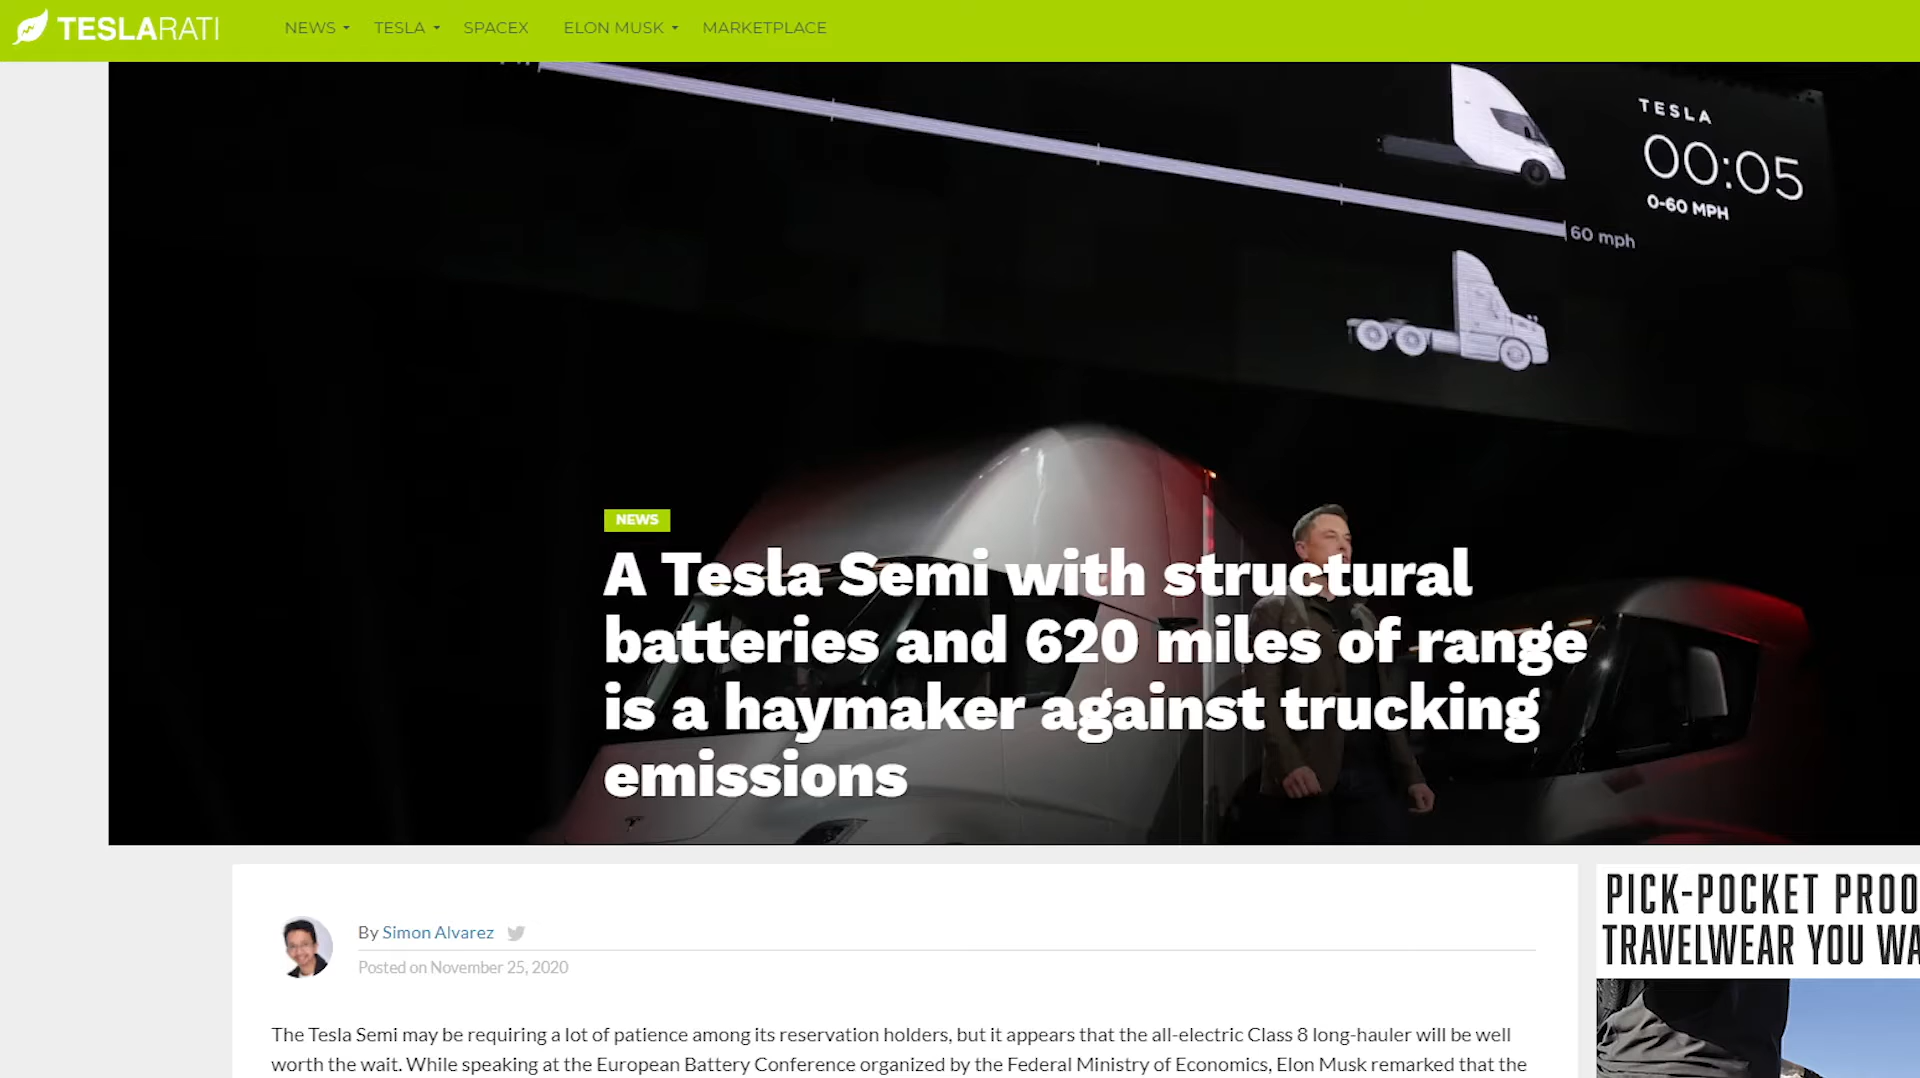 TESLARATI
NEWS
TESLA
SPACEX
ELON MUSK
MARKETPLACE
TESLA
00:05
0-60 MPH
60 mph
NEWS
A Tesla Semi with structural
batteries and 620 miles of range
is a haymaker against trucking
emissions
By Simon Alvarez
Posted on November 25, 2020
The Tesla Semi may be requiring a lot of patience among its reservation holders, but it appears that the all-electric Class 8 long-hauler will be well
worth the wait. While speaking at the European Battery Conference organized by the Federal Ministry of Economics, Elon Musk remarked that the
PICK-POCKET PROO
TRAVELWEAR YOU WA